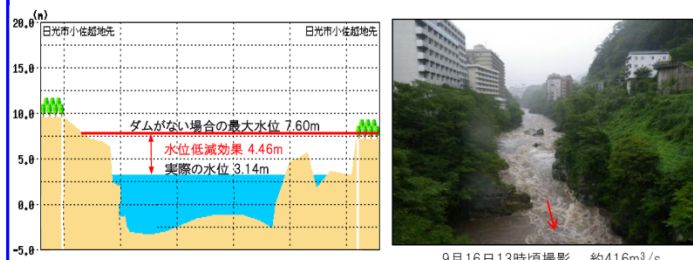 (m)
20.0
日光市小佐越地先
日光市小佐越地先
15.0
10.0
ダムがない場合の最大水位 7.60m
水位低減効果 4.46m
5.0
実際の水位 3.14m
0.0
-5.0
9月16日13時頃撮影 約416m³/s